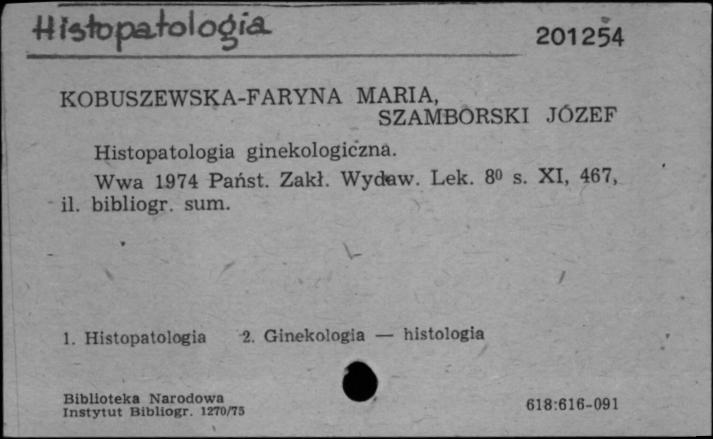 Histopatologia
201254
KOBUSZEWSKA-FARYNA MARIA,
SZAMBORSKI JÓZEF
Histopatologia ginekologiczna.
Wwa 1974 Państ. Zakł. Wydaw. Lek. 8⁰ s. XI, 467,
il. bibliogr. sum.
1. Histopatologia 2. Ginekologia — histologia
Biblioteka Narodowa
Instytut Bibliogr. 1270/75
618:616-091